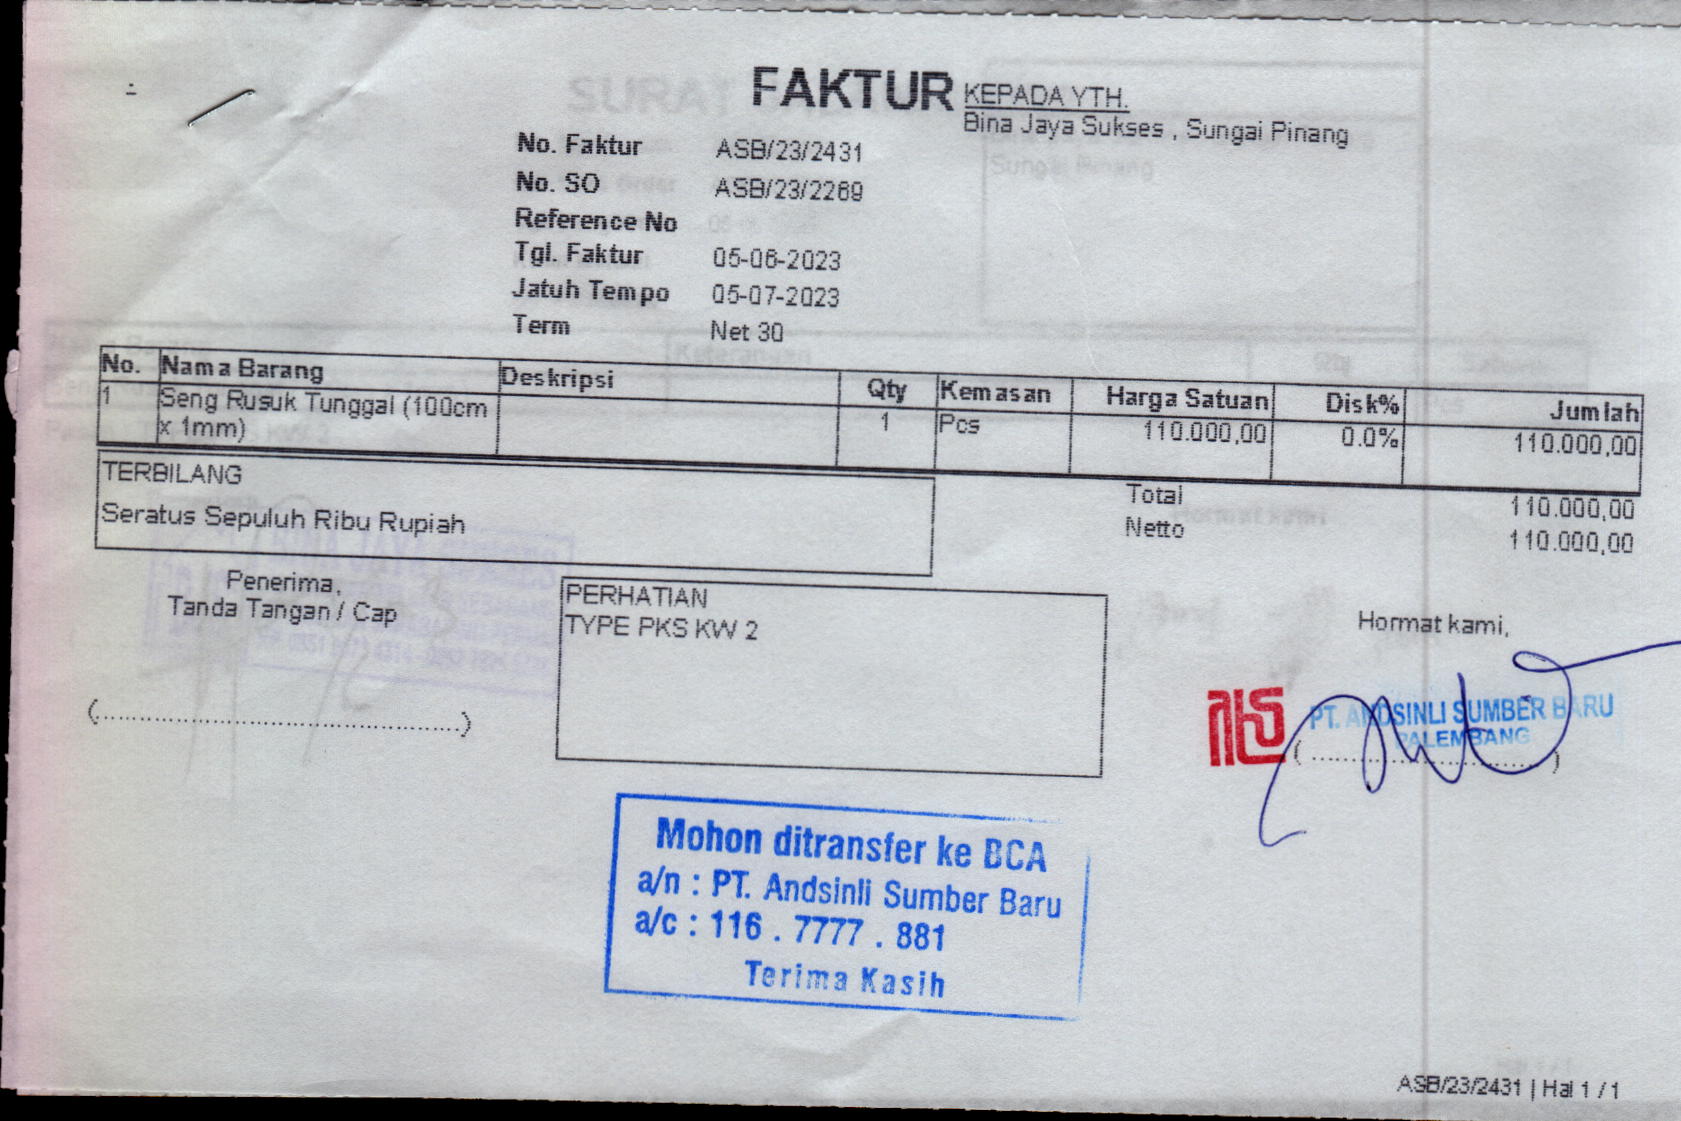 FAKTUR
KEPADA YTH.
Bina Jaya Sukses , Sungai Pinang
No. Faktur ASB/23/2431
No. SO ASB/23/2269
Reference No
Tgl. Faktur 05-06-2023
Jatuh Tempo 05-07-2023
Term Net 30
No. Nama Barang Deskripsi Qty Kemasan Harga Satuan Disk% Jumlah
1 Seng Rusuk Tunggal (100cm 1 Pcs 110.000,00 0.0% 110.000,00
x 1mm)
TERBILANG
Seratus Sepuluh Ribu Rupiah
Total 110.000,00
Netto 110.000,00
Penerima,
Tanda Tangan / Cap
(................................................)
PERHATIAN
TYPE PKS KW 2
Hormat kami,
PT. ANDSINLI SUMBER BARU
PALEMBANG
(................................)
Mohon ditransfer ke BCA
a/n : PT. Andsinli Sumber Baru
a/c : 116 . 7777 . 881
Terima Kasih
ASB/23/2431 | Hal 1 / 1